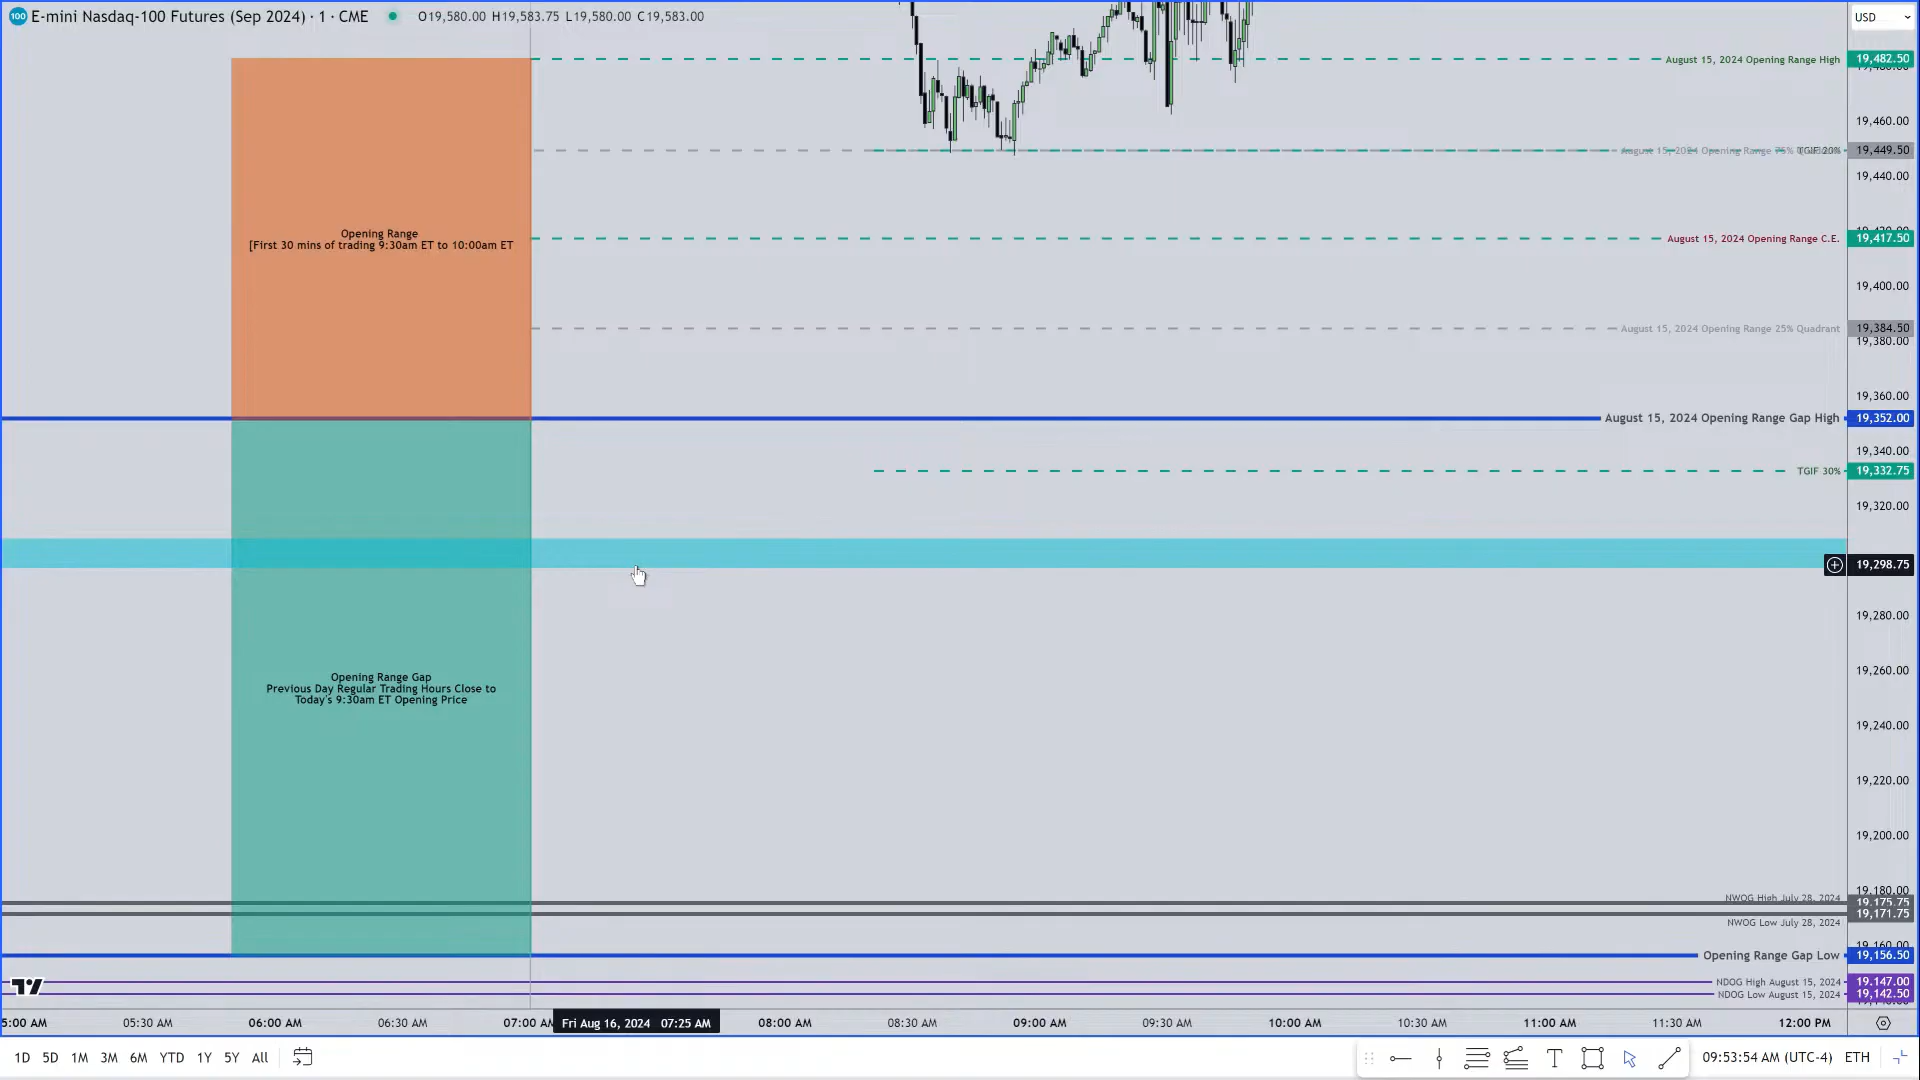 100 E-mini Nasdaq-100 Futures (Sep 2024) · 1 · CME O19,580.00 H19,583.75 L19,580.00 C19,583.00
USD
August 15, 2024 Opening Range High 19,482.50
19,460.00
August 15, 2024 Opening Range 75% TGIF 20% 19,449.50
19,440.00
Opening Range
[First 30 mins of trading 9:30am ET to 10:00am ET
August 15, 2024 Opening Range C.E. 19,417.50
19,400.00
August 15, 2024 Opening Range 25% Quadrant 19,384.50
19,380.00
19,360.00
August 15, 2024 Opening Range Gap High 19,352.00
19,340.00
TGIF 30% 19,332.75
19,320.00
19,298.75
19,280.00
19,260.00
Opening Range Gap
Previous Day Regular Trading Hours Close to
Today's 9:30am ET Opening Price
19,240.00
19,220.00
19,200.00
19,180.00
NWOG High July 28, 2024 19,175.75
19,171.75
NWOG Low July 28, 2024
19,160.00
Opening Range Gap Low 19,156.50
NDOG High August 15, 2024 19,147.00
NDOG Low August 15, 2024 19,142.50
5:00 AM 05:30 AM 06:00 AM 06:30 AM 07:00 AM Fri Aug 16, 2024 07:25 AM 08:00 AM 08:30 AM 09:00 AM 09:30 AM 10:00 AM 10:30 AM 11:00 AM 11:30 AM 12:00 PM
1D 5D 1M 3M 6M YTD 1Y 5Y All T 09:53:54 AM (UTC-4) ETH